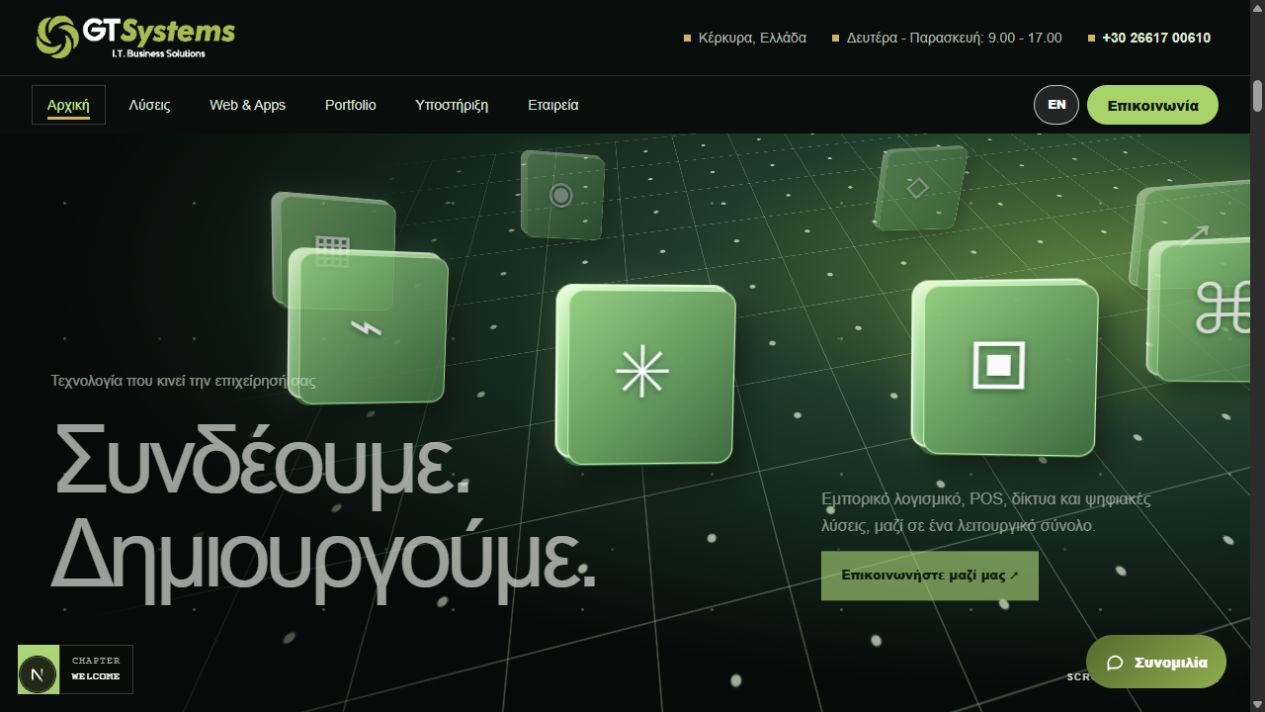 GTSystems
I.T. Business Solutions
Κέρκυρα, Ελλάδα
Δευτέρα - Παρασκευή: 9.00 - 17.00
+30 26617 00610
Αρχική
Λύσεις
Web & Apps
Portfolio
Υποστήριξη
Εταιρεία
EN
Επικοινωνία
Τεχνολογία που κινεί την επιχείρησή σας
Συνδέουμε.
Δημιουργούμε.
Εμπορικό λογισμικό, POS, δίκτυα και ψηφιακές
λύσεις, μαζί σε ένα λειτουργικό σύνολο.
Επικοινωνήστε μαζί μας ↗
N
CHAPTER
WELCOME
Συνομιλία